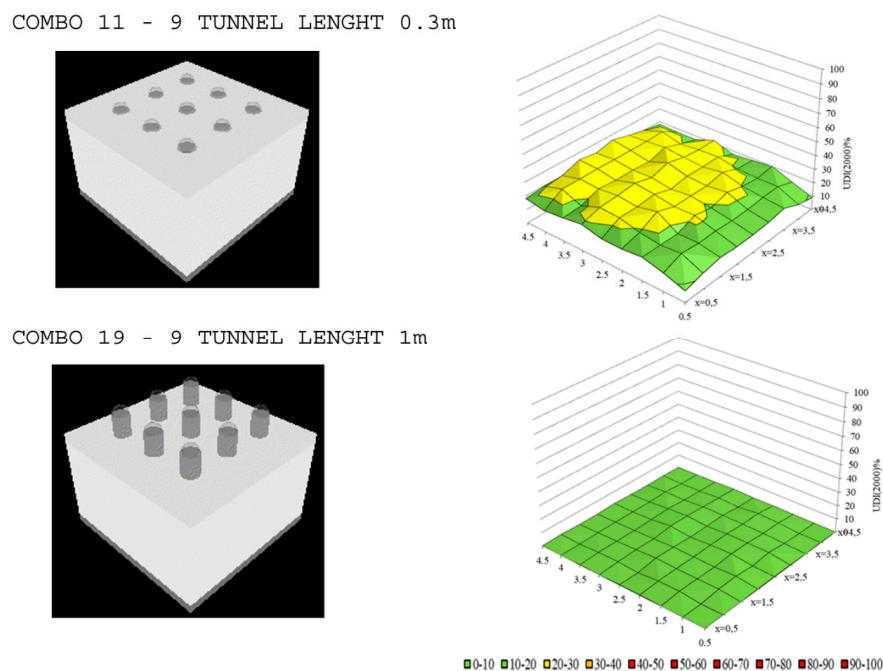 COMBO 11 - 9 TUNNEL LENGHT 0.3m
100
90
80
70
60
50
40
30
20
10
UDI(2000)%
x04,5
x=3,5
x=2,5
x=1,5
x=0,5
4.5
4
3.5
3
2.5
2
1.5
1
0.5
COMBO 19 - 9 TUNNEL LENGHT 1m
100
90
80
70
60
50
40
30
20
10
UDI(2000)%
x04,5
x=3,5
x=2,5
x=1,5
x=0,5
4.5
4
3.5
3
2.5
2
1.5
1
0.5
0-10 10-20 20-30 30-40 40-50 50-60 60-70 70-80 80-90 90-100